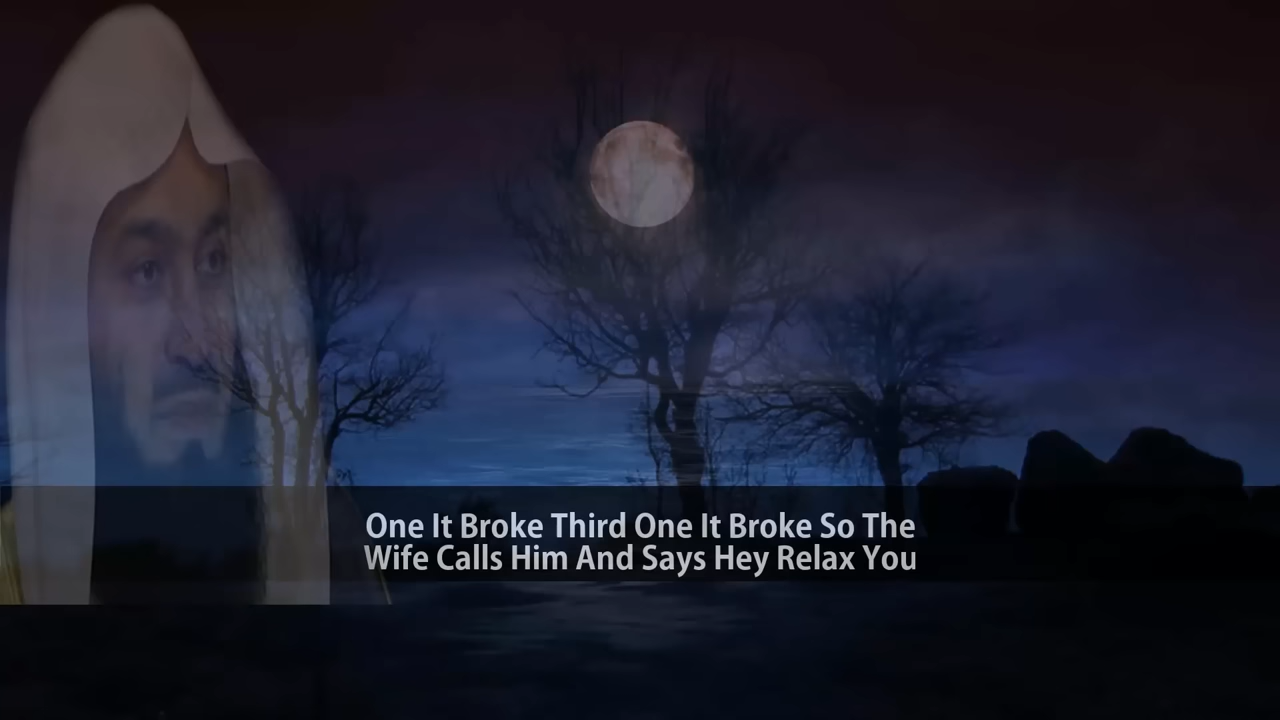 One It Broke Third One It Broke So The
Wife Calls Him And Says Hey Relax You